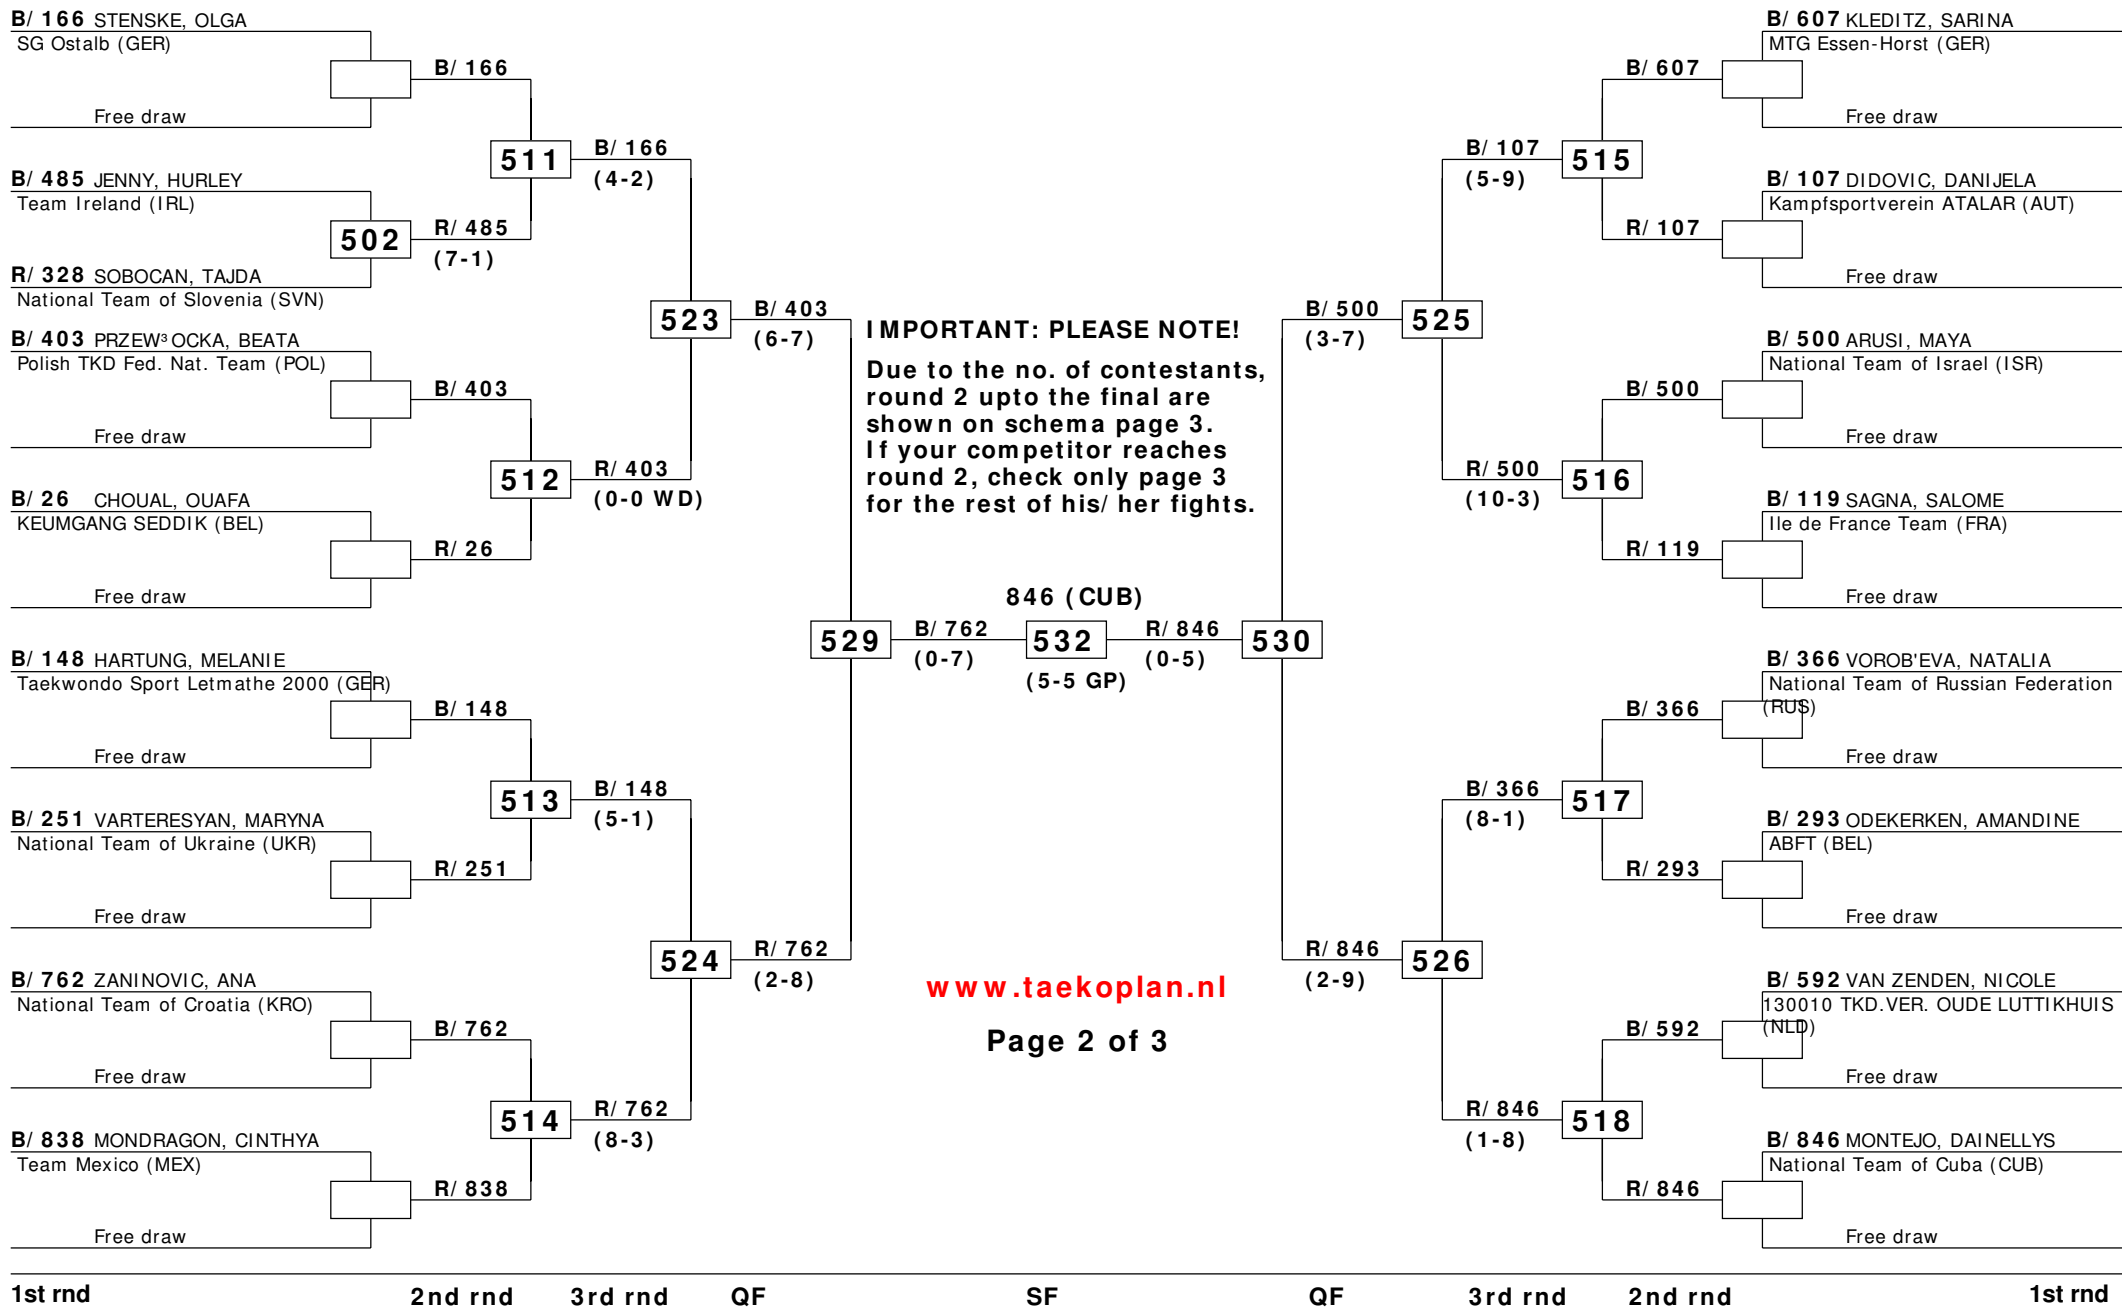 B/ 166 STENSKE, OLGA
SG Ostalb (GER)
Free draw
B/ 166
B/ 485 JENNY, HURLEY
Team Ireland (IRL)
502
R/ 328 SOBOCAN, TAJDA
National Team of Slovenia (SVN)
R/ 485
(7-1)
511
B/ 166
(4-2)
B/ 403 PRZEW³OCKA, BEATA
Polish TKD Fed. Nat. Team (POL)
Free draw
B/ 403
B/ 26 CHOUAL, OUAFA
KEUMGANG SEDDIK (BEL)
Free draw
R/ 26
512
R/ 403
(0-0 WD)
523
B/ 403
(6-7)
B/ 148 HARTUNG, MELANIE
Taekwondo Sport Letmathe 2000 (GER)
Free draw
B/ 148
B/ 251 VARTERESYAN, MARYNA
National Team of Ukraine (UKR)
Free draw
R/ 251
513
B/ 148
(5-1)
B/ 762 ZANINOVIC, ANA
National Team of Croatia (KRO)
Free draw
B/ 762
B/ 838 MONDRAGON, CINTHYA
Team Mexico (MEX)
Free draw
R/ 838
514
R/ 762
(8-3)
524
R/ 762
(2-8)
529
B/ 762
(0-7)
IMPORTANT: PLEASE NOTE!
Due to the no. of contestants,
round 2 upto the final are
shown on schema page 3.
If your competitor reaches
round 2, check only page 3
for the rest of his/ her fights.
846 (CUB)
532
(5-5 GP)
R/ 846
(0-5)
530
www.taekoplan.nl
Page 2 of 3
B/ 500
(3-7)
525
B/ 107
(5-9)
515
B/ 607
B/ 607 KLEDITZ, SARINA
MTG Essen-Horst (GER)
Free draw
R/ 107
B/ 107 DIDOVIC, DANIJELA
Kampfsportverein ATALAR (AUT)
Free draw
R/ 500
(10-3)
516
B/ 500
B/ 500 ARUSI, MAYA
National Team of Israel (ISR)
Free draw
R/ 119
B/ 119 SAGNA, SALOME
Ile de France Team (FRA)
Free draw
R/ 846
(2-9)
526
B/ 366
(8-1)
517
B/ 366
B/ 366 VOROB'EVA, NATALIA
National Team of Russian Federation
(RUS)
Free draw
R/ 293
B/ 293 ODEKERKEN, AMANDINE
ABFT (BEL)
Free draw
R/ 846
(1-8)
518
B/ 592
B/ 592 VAN ZENDEN, NICOLE
130010 TKD.VER. OUDE LUTTIKHUIS
(NLD)
Free draw
R/ 846
B/ 846 MONTEJO, DAINELLYS
National Team of Cuba (CUB)
Free draw
1st rnd 2nd rnd 3rd rnd QF SF QF 3rd rnd 2nd rnd 1st rnd